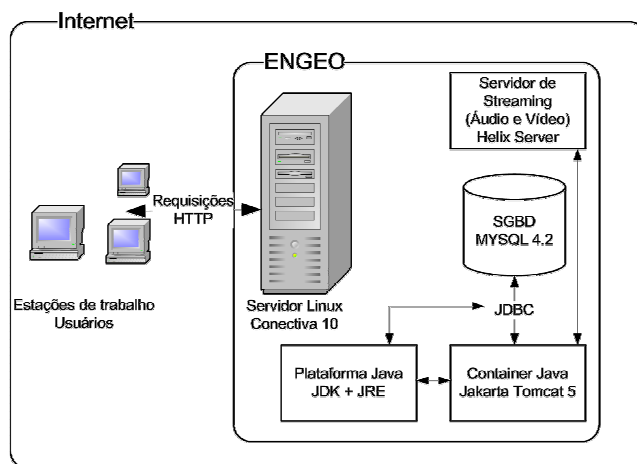 Internet
ENGEO
Servidor de
Streaming
(Áudio e Vídeo)
Helix Server
Requisições
HTTP
SGBD
MYSQL 4.2
Estações de trabalho
Usuários
Servidor Linux
Conectiva 10
JDBC
Plataforma Java
JDK + JRE
Container Java
Jakarta Tomcat 5